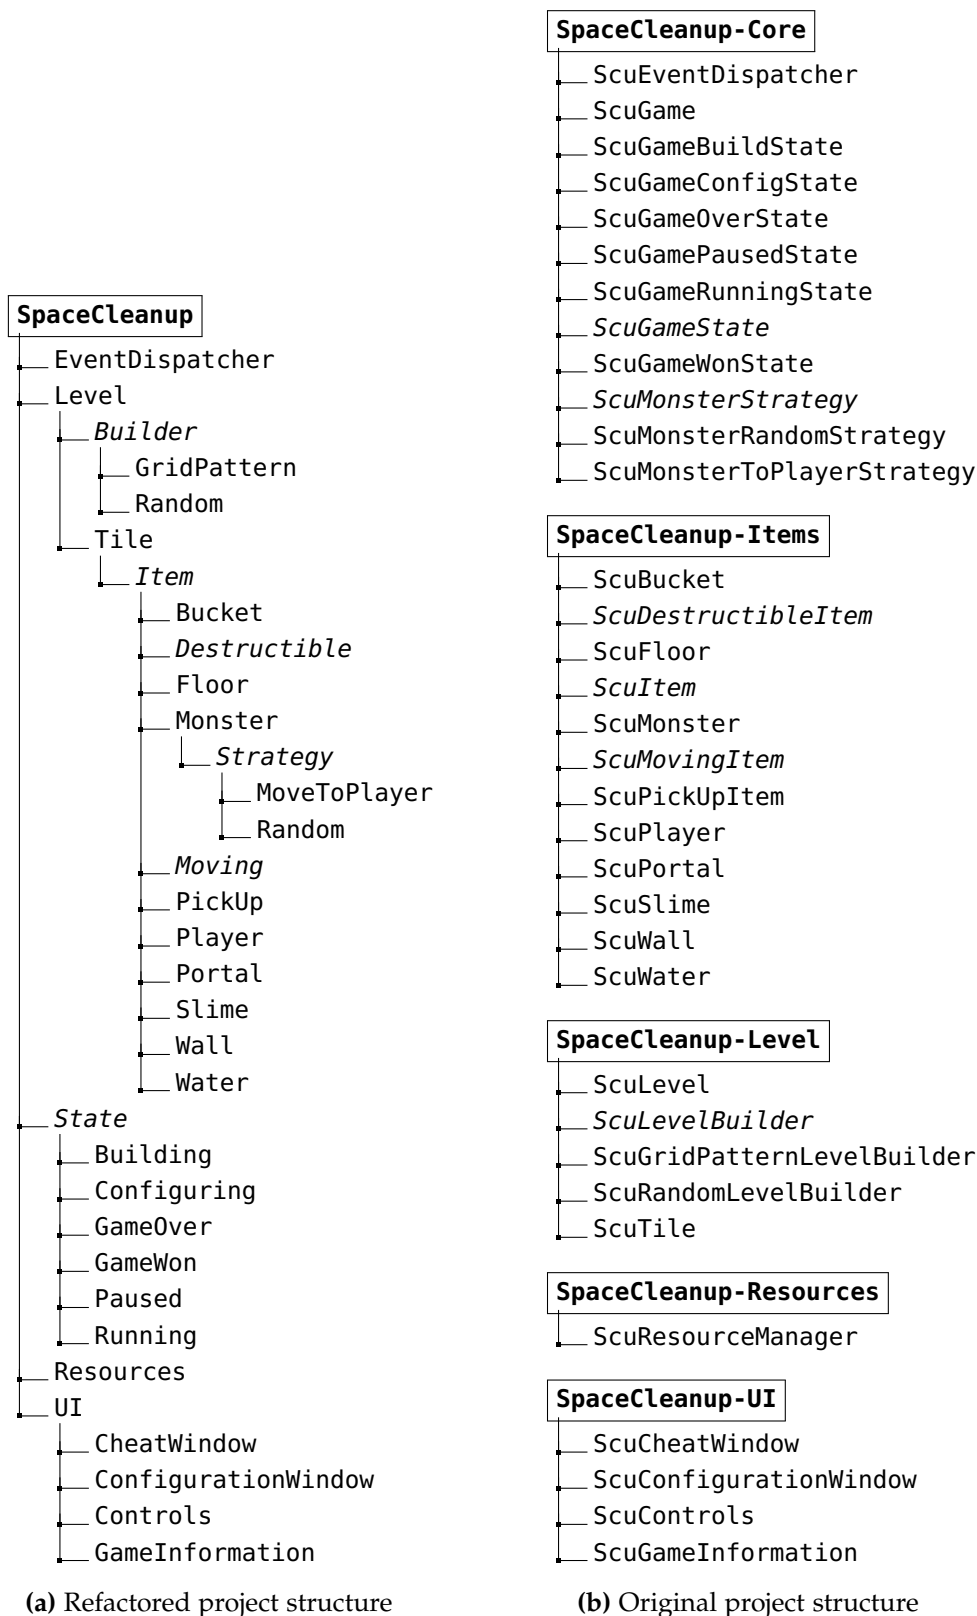 SpaceCleanup
EventDispatcher
Level
Builder
GridPattern
Random
Tile
Item
Bucket
Destructible
Floor
Monster
Strategy
MoveToPlayer
Random
Moving
PickUp
Player
Portal
Slime
Wall
Water
State
Building
Configuring
GameOver
GameWon
Paused
Running
Resources
UI
CheatWindow
ConfigurationWindow
Controls
GameInformation
(a) Refactored project structure
SpaceCleanup-Core
ScuEventDispatcher
ScuGame
ScuGameBuildState
ScuGameConfigState
ScuGameOverState
ScuGamePausedState
ScuGameRunningState
ScuGameState
ScuGameWonState
ScuMonsterStrategy
ScuMonsterRandomStrategy
ScuMonsterToPlayerStrategy
SpaceCleanup-Items
ScuBucket
ScuDestructibleItem
ScuFloor
ScuItem
ScuMonster
ScuMovingItem
ScuPickUpItem
ScuPlayer
ScuPortal
ScuSlime
ScuWall
ScuWater
SpaceCleanup-Level
ScuLevel
ScuLevelBuilder
ScuGridPatternLevelBuilder
ScuRandomLevelBuilder
ScuTile
SpaceCleanup-Resources
ScuResourceManager
SpaceCleanup-UI
ScuCheatWindow
ScuConfigurationWindow
ScuControls
ScuGameInformation
(b) Original project structure